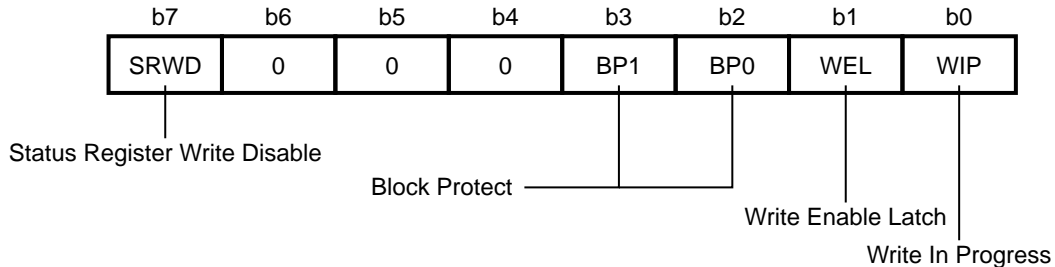 b7 b6 b5 b4 b3 b2 b1 b0
SRWD 0 0 0 BP1 BP0 WEL WIP
Status Register Write Disable
Block Protect
Write Enable Latch
Write In Progress